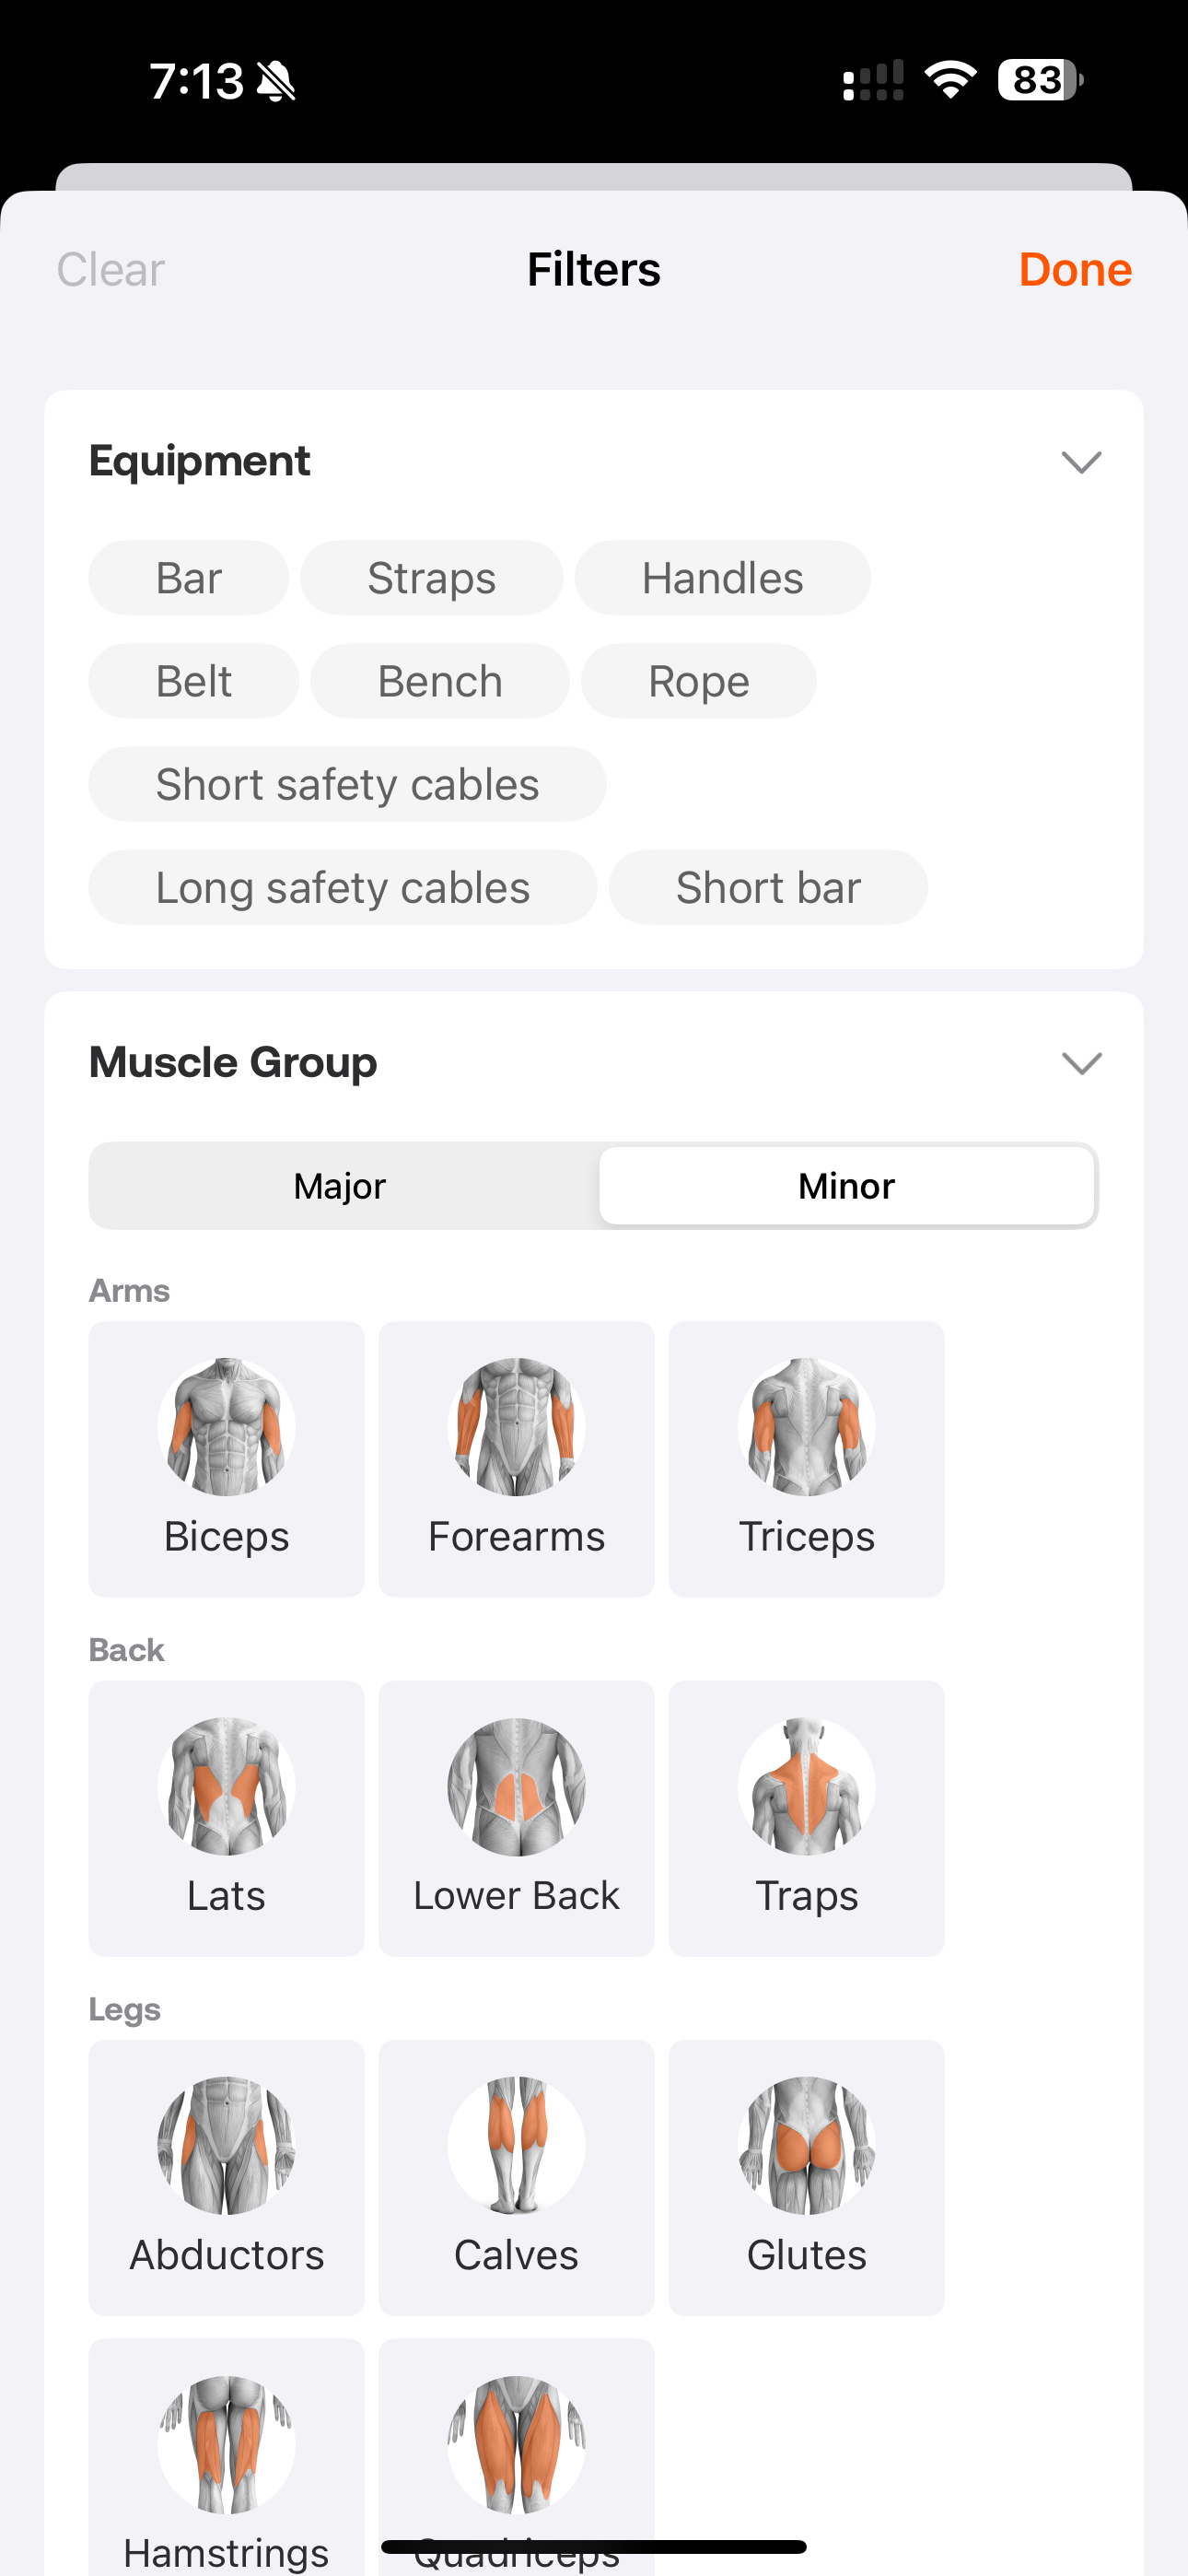 7:13
83
Clear Filters Done
Equipment
Bar Straps Handles
Belt Bench Rope
Short safety cables
Long safety cables Short bar
Muscle Group
Major Minor
Arms
Biceps Forearms Triceps
Back
Lats Lower Back Traps
Legs
Abductors Calves Glutes
Hamstrings Quadriceps